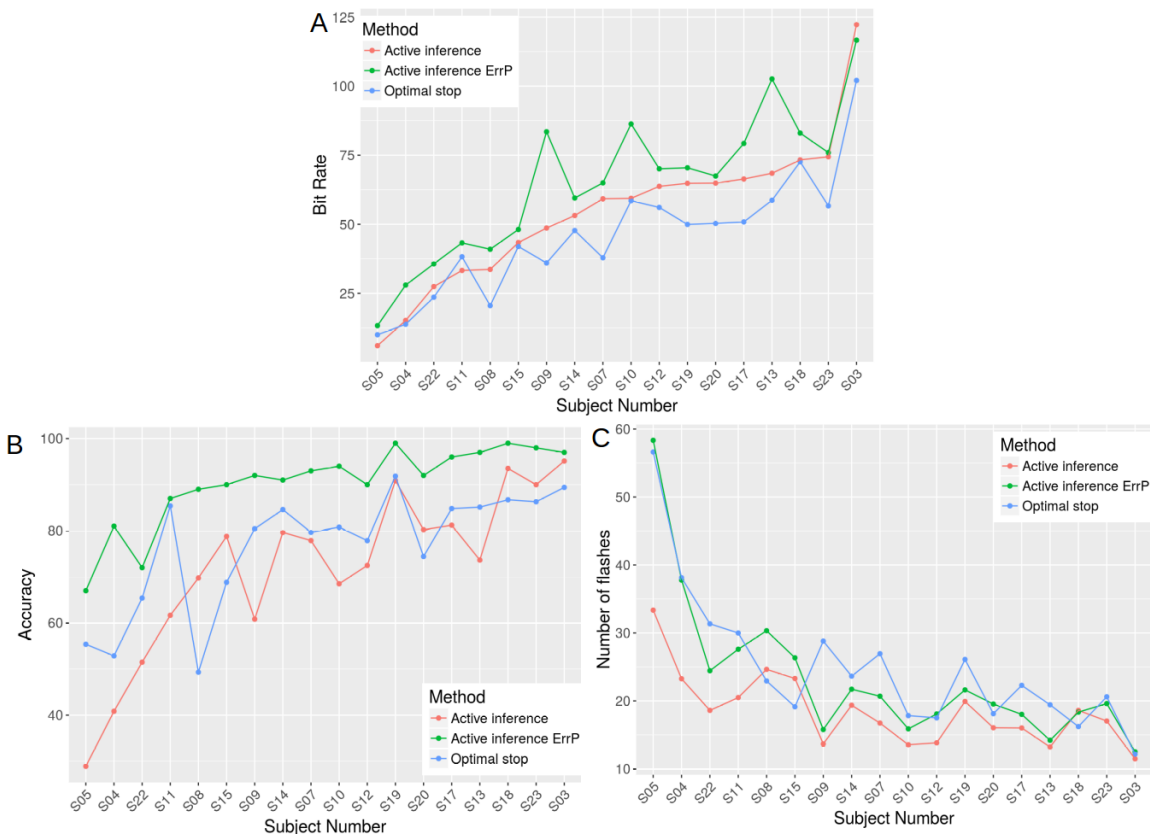 A
125
100
75
50
25
Bit Rate
Method
Active inference
Active inference ErrP
Optimal stop
S05 S04 S22 S11 S08 S15 S09 S14 S07 S10 S12 S19 S20 S17 S13 S18 S23 S03
Subject Number
B
100
80
60
40
Accuracy
Method
Active inference
Active inference ErrP
Optimal stop
S05 S04 S22 S11 S08 S15 S09 S14 S07 S10 S12 S19 S20 S17 S13 S18 S23 S03
Subject Number
C
60
50
40
30
20
10
Number of flashes
Method
Active inference
Active inference ErrP
Optimal stop
S05 S04 S22 S11 S08 S15 S09 S14 S07 S10 S12 S19 S20 S17 S13 S18 S23 S03
Subject Number